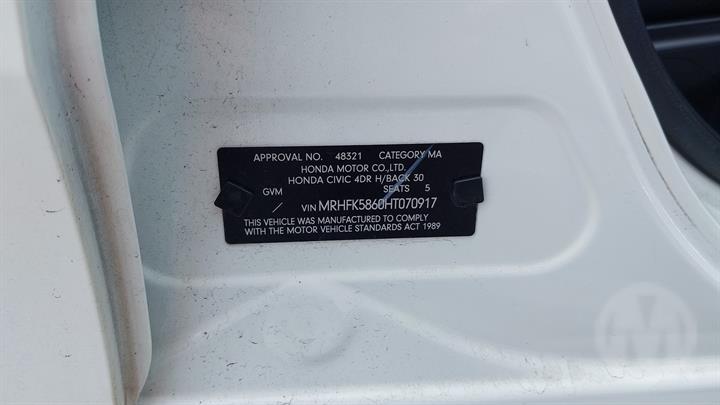 APPROVAL NO. 48321 CATEGORY MA
HONDA MOTOR CO.,LTD.
HONDA CIVIC 4DR H/BACK 30
GVM SEATS 5
/ VIN MRHFK5860HT070917
THIS VEHICLE WAS MANUFACTURED TO COMPLY
WITH THE MOTOR VEHICLE STANDARDS ACT 1989